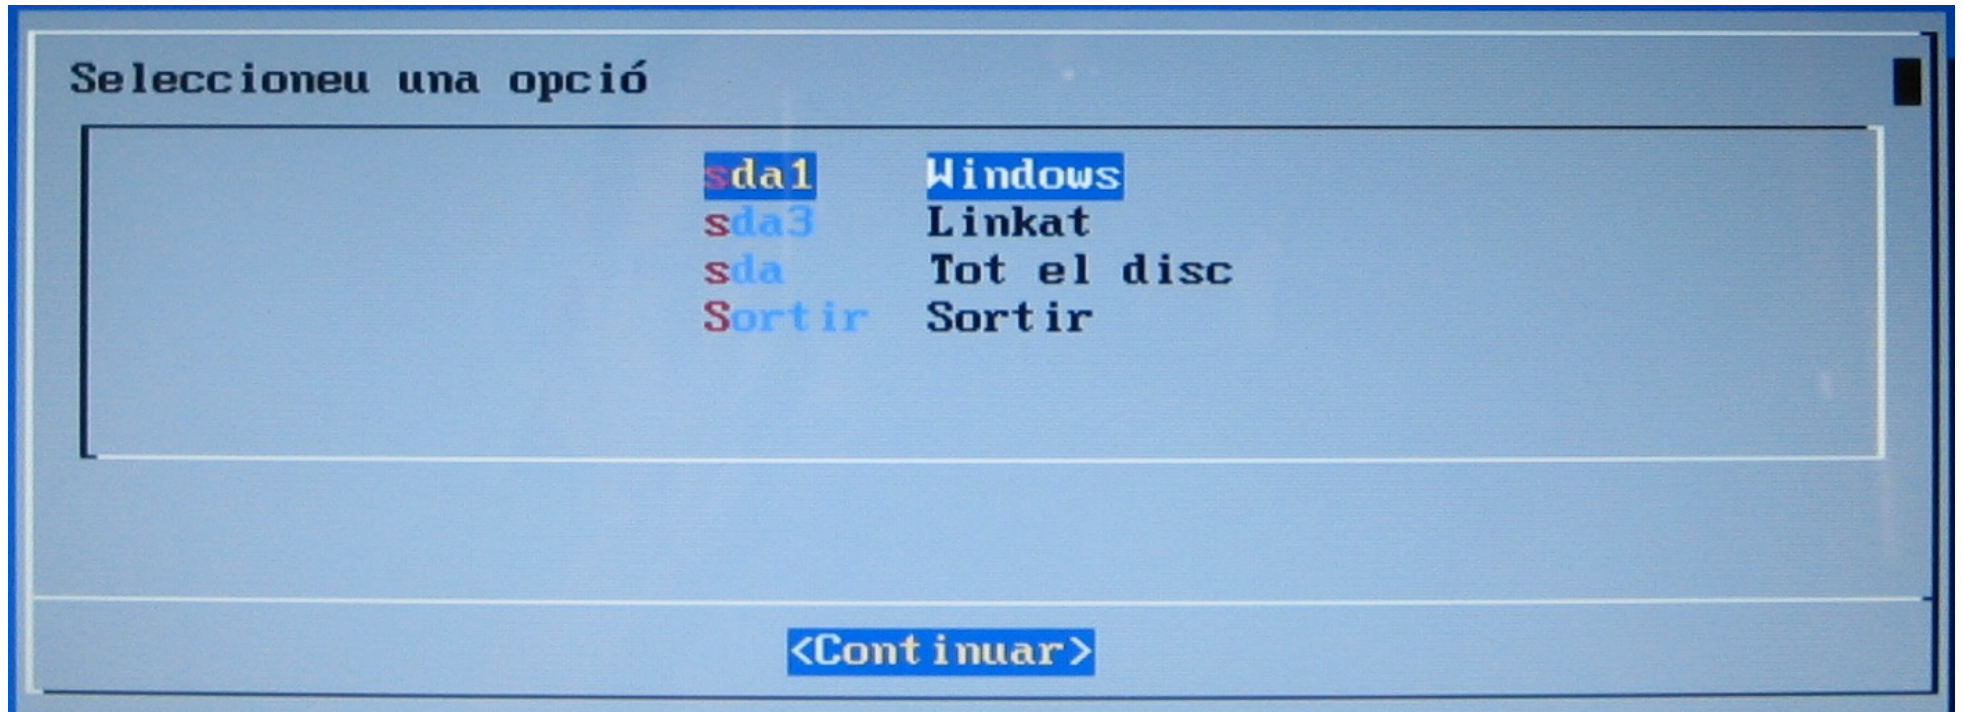 Seleccioneu una opció
sda1 Windows
sda3 Linkat
sda Tot el disc
Sortir Sortir
<Continuar>